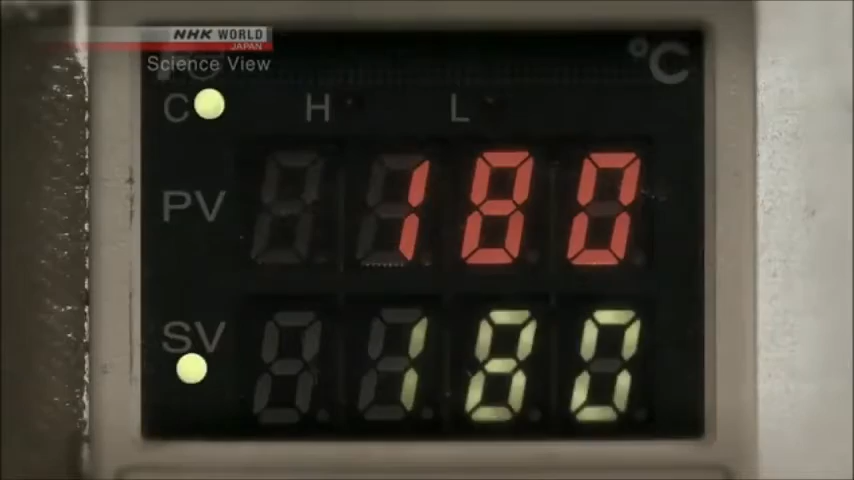 NHK WORLD
JAPAN
Science View
°C
C H L
PV 180
SV 180